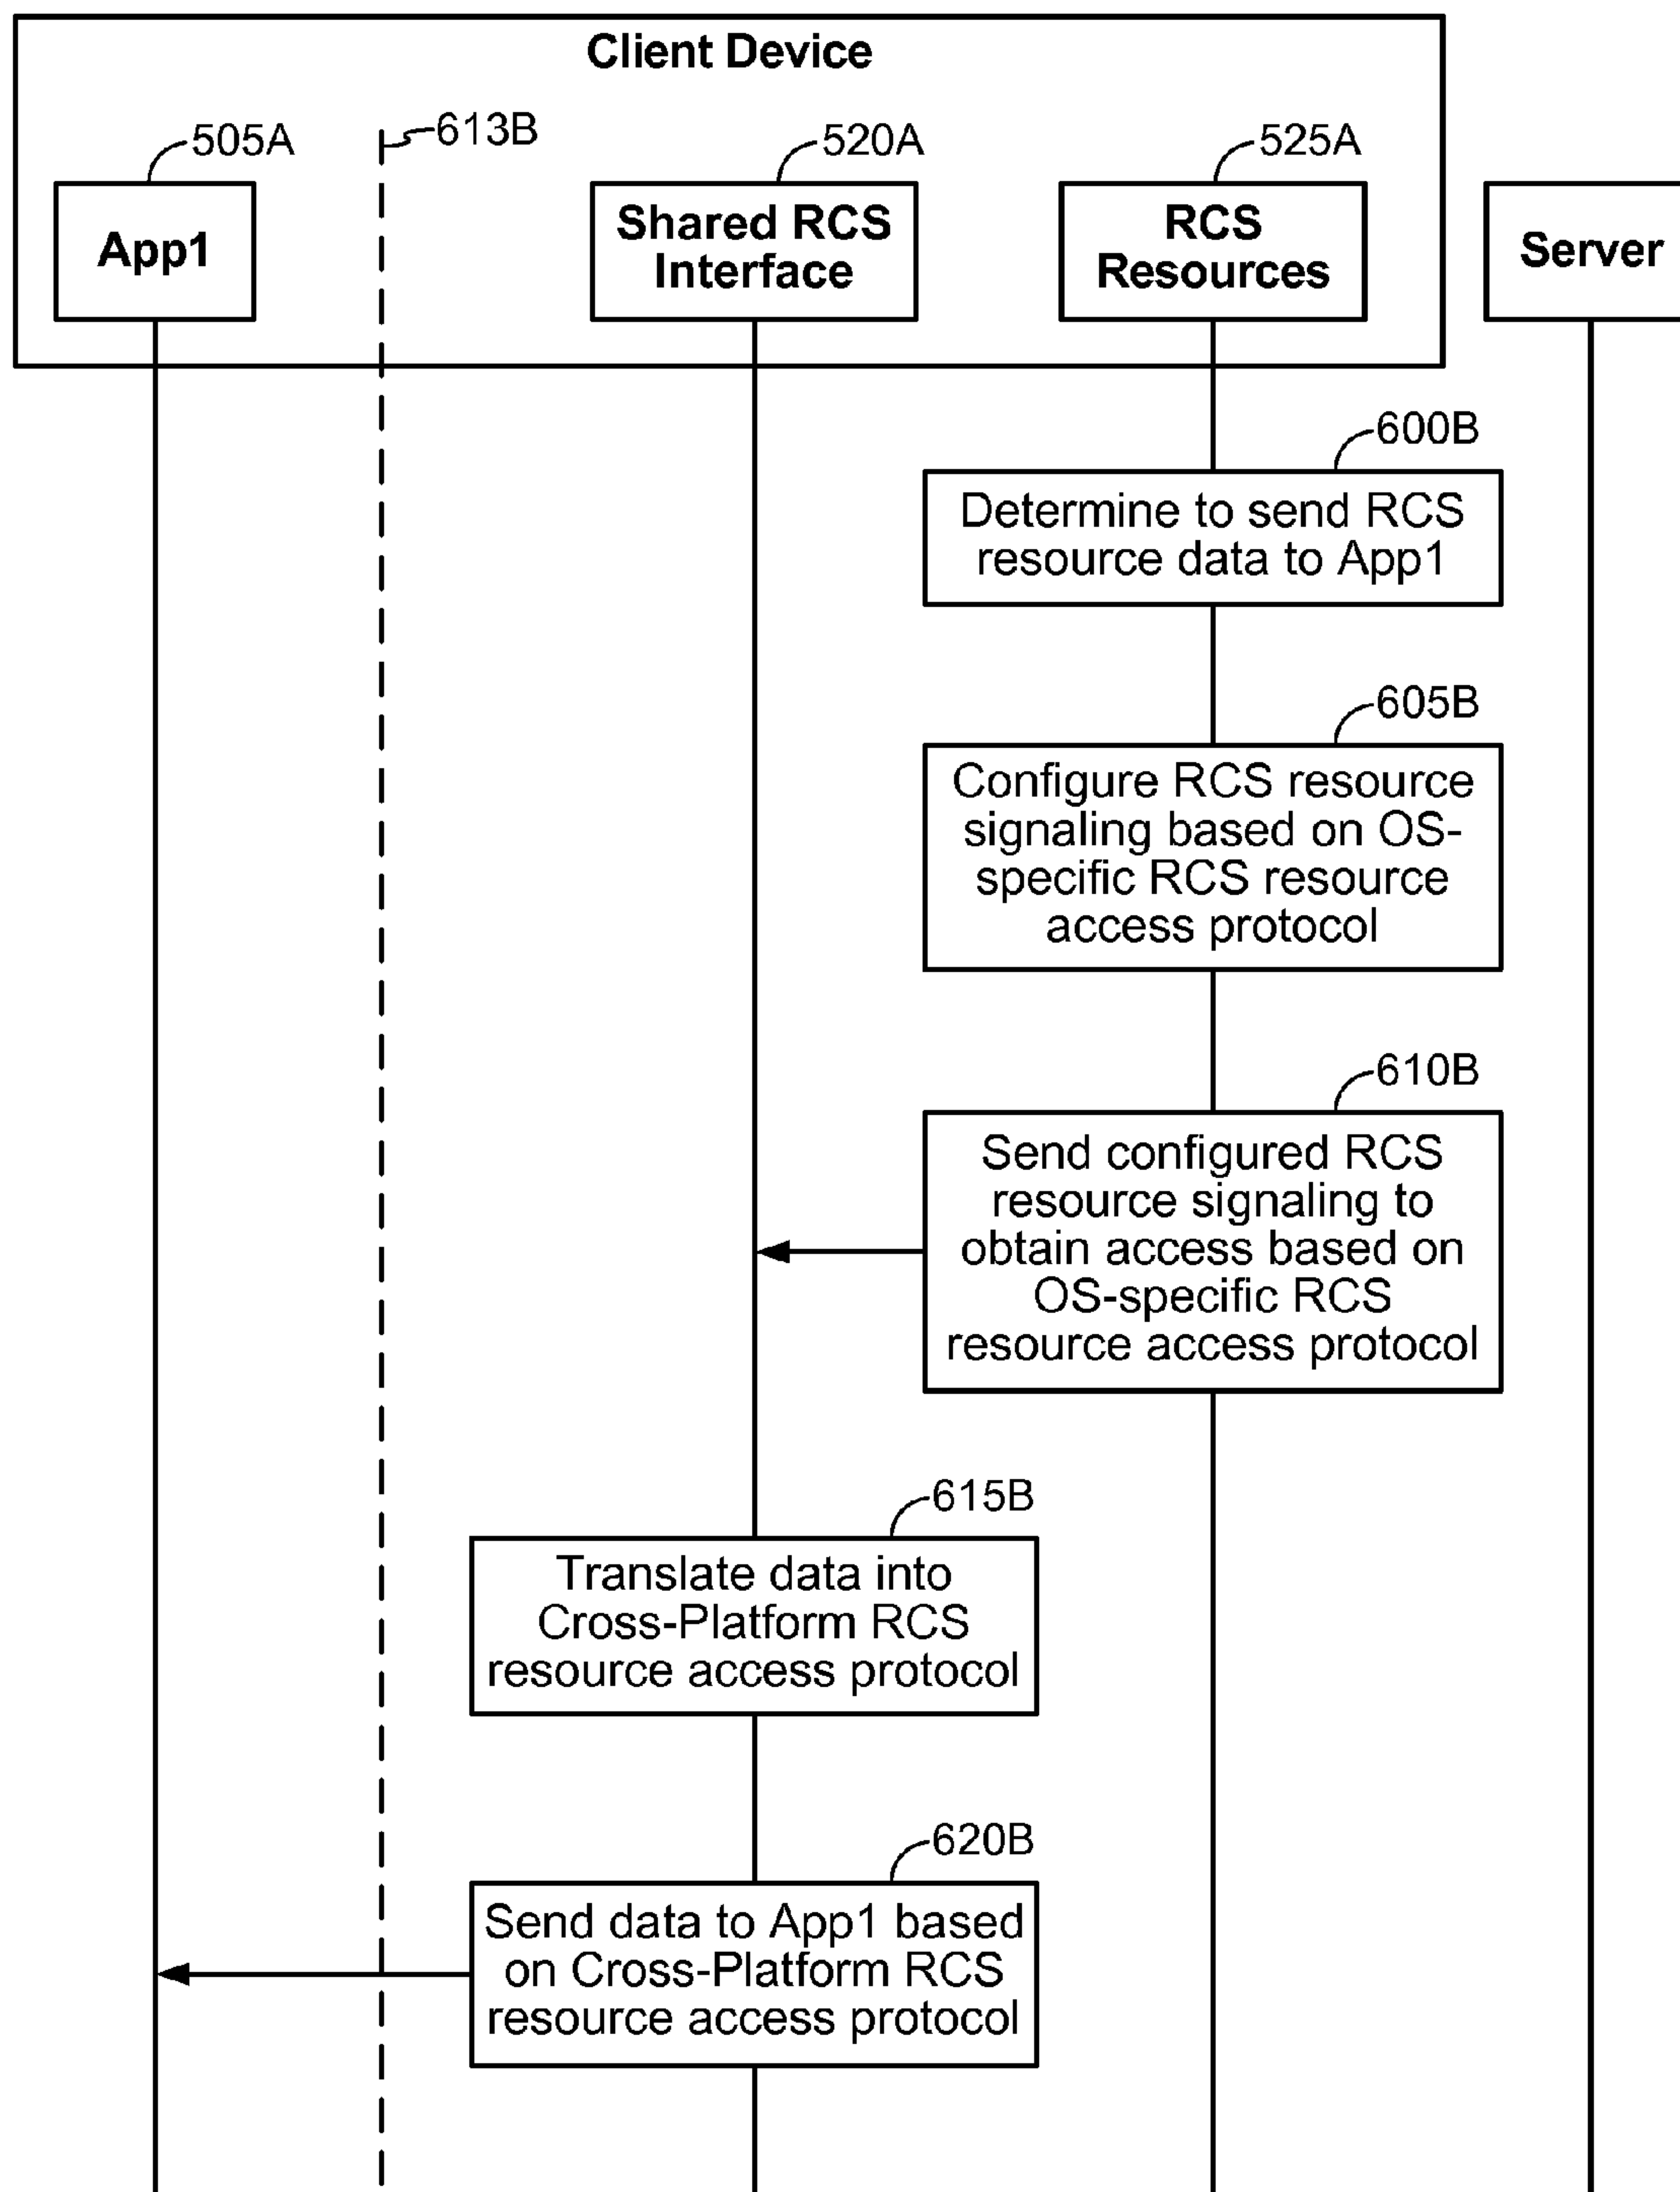 Client Device
505A
613B
520A
525A
App1
Shared RCS
Interface
RCS
Resources
Server
600B
Determine to send RCS
resource data to App1
605B
Configure RCS resource
signaling based on OS-
specific RCS resource
access protocol
610B
Send configured RCS
resource signaling to
obtain access based on
OS-specific RCS
resource access protocol
615B
Translate data into
Cross-Platform RCS
resource access protocol
620B
Send data to App1 based
on Cross-Platform RCS
resource access protocol